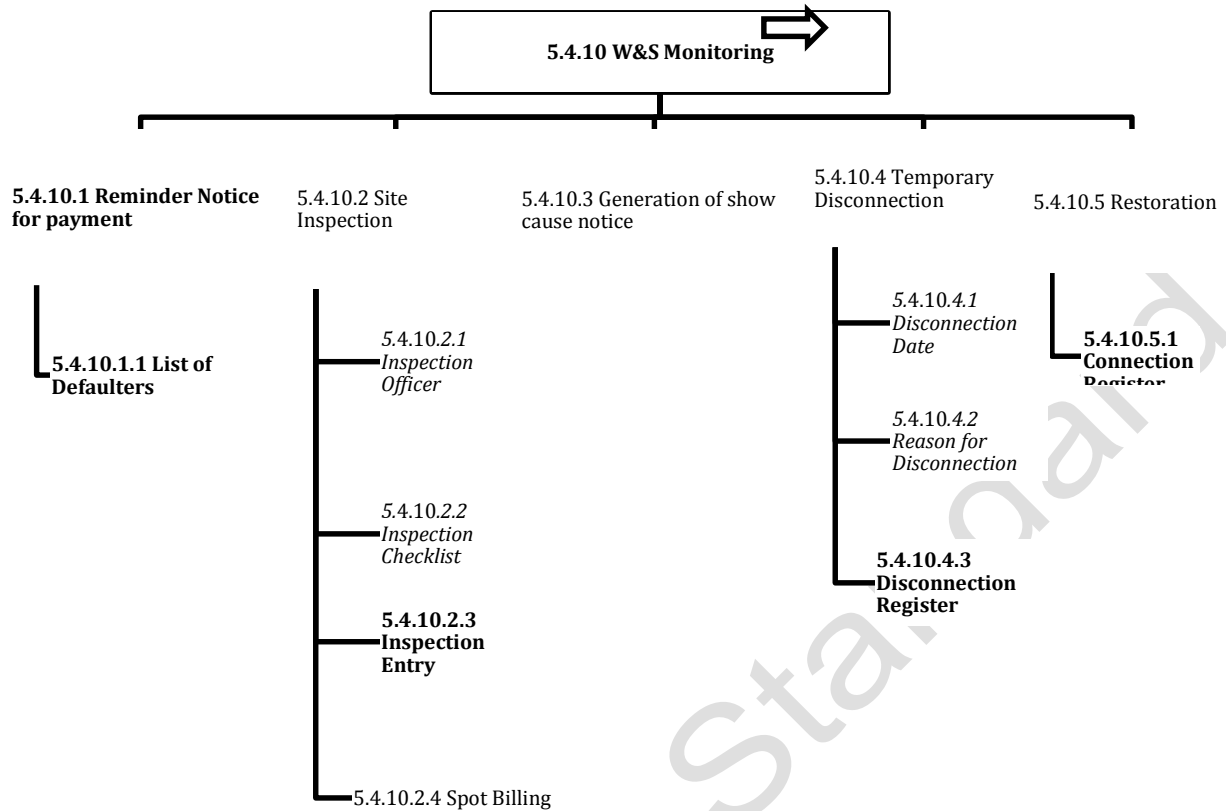 5.4.10 W&S Monitoring
5.4.10.1 Reminder Notice
for payment
5.4.10.1.1 List of
Defaulters
5.4.10.2 Site
Inspection
5.4.10.2.1
Inspection
Officer
5.4.10.2.2
Inspection
Checklist
5.4.10.2.3
Inspection
Entry
5.4.10.2.4 Spot Billing
5.4.10.3 Generation of show
cause notice
5.4.10.4 Temporary
Disconnection
5.4.10.4.1
Disconnection
Date
5.4.10.4.2
Reason for
Disconnection
5.4.10.4.3
Disconnection
Register
5.4.10.5 Restoration
5.4.10.5.1
Connection
Register